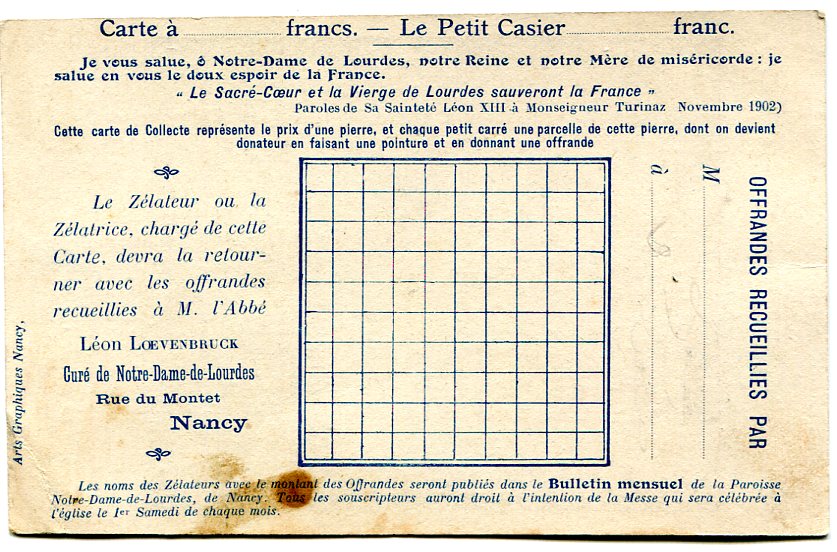 Carte à francs. — Le Petit Casier franc.
Je vous salue, ô Notre-Dame de Lourdes, notre Reine et notre Mère de miséricorde : je
salue en vous le doux espoir de la France.
« Le Sacré-Cœur et la Vierge de Lourdes sauveront la France »
Paroles de Sa Sainteté Léon XIII à Monseigneur Turinaz Novembre 1902)
Cette carte de Collecte représente le prix d'une pierre, et chaque petit carré une parcelle de cette pierre, dont on devient
donateur en faisant une pointure et en donnant une offrande
Le Zélateur ou la
Zélatrice, chargé de cette
Carte, devra la retour-
ner avec les offrandes
recueillies à M. l'Abbé
Léon Lœvenbruck
Curé de Notre-Dame-de-Lourdes
Rue du Montet
Nancy
Arts Graphiques Nancy,
M
à
OFFRANDES RECUEILLIES PAR
Les noms des Zélateurs avec le montant des Offrandes seront publiés dans le Bulletin mensuel de la Paroisse
Notre-Dame-de-Lourdes, de Nancy. Tous les souscripteurs auront droit à l'intention de la Messe qui sera célébrée à
l'église le 1er Samedi de chaque mois.